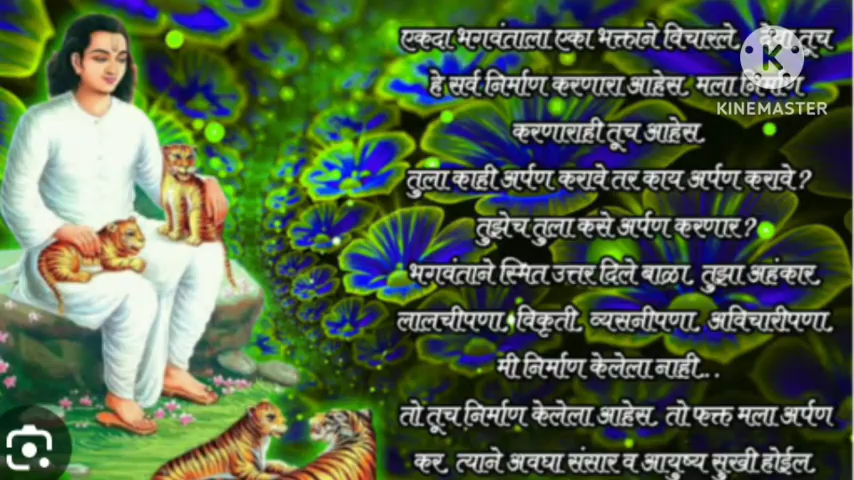 एकदा भगवंताला एका भक्ताने विचारले. देवा तूच
हे सर्व निर्माण करणारा आहेस. मला निर्माण
करणाराही तूच आहेस.
तुला काही अर्पण करावे तर काय अर्पण करावे?
तुझेच तुला कसे अर्पण करणार?
भगवंताने स्मित उत्तर दिले बाळा, तुझा अहंकार,
लालचीपणा, विकृती, व्यसनीपणा, अविचारीपणा,
मी निर्माण केलेला नाही...
तो तूच निर्माण केलेला आहेस. तो फक्त मला अर्पण
कर. त्याने अवघा संसार व आयुष्य सुखी होईल.
K
KINEMASTER